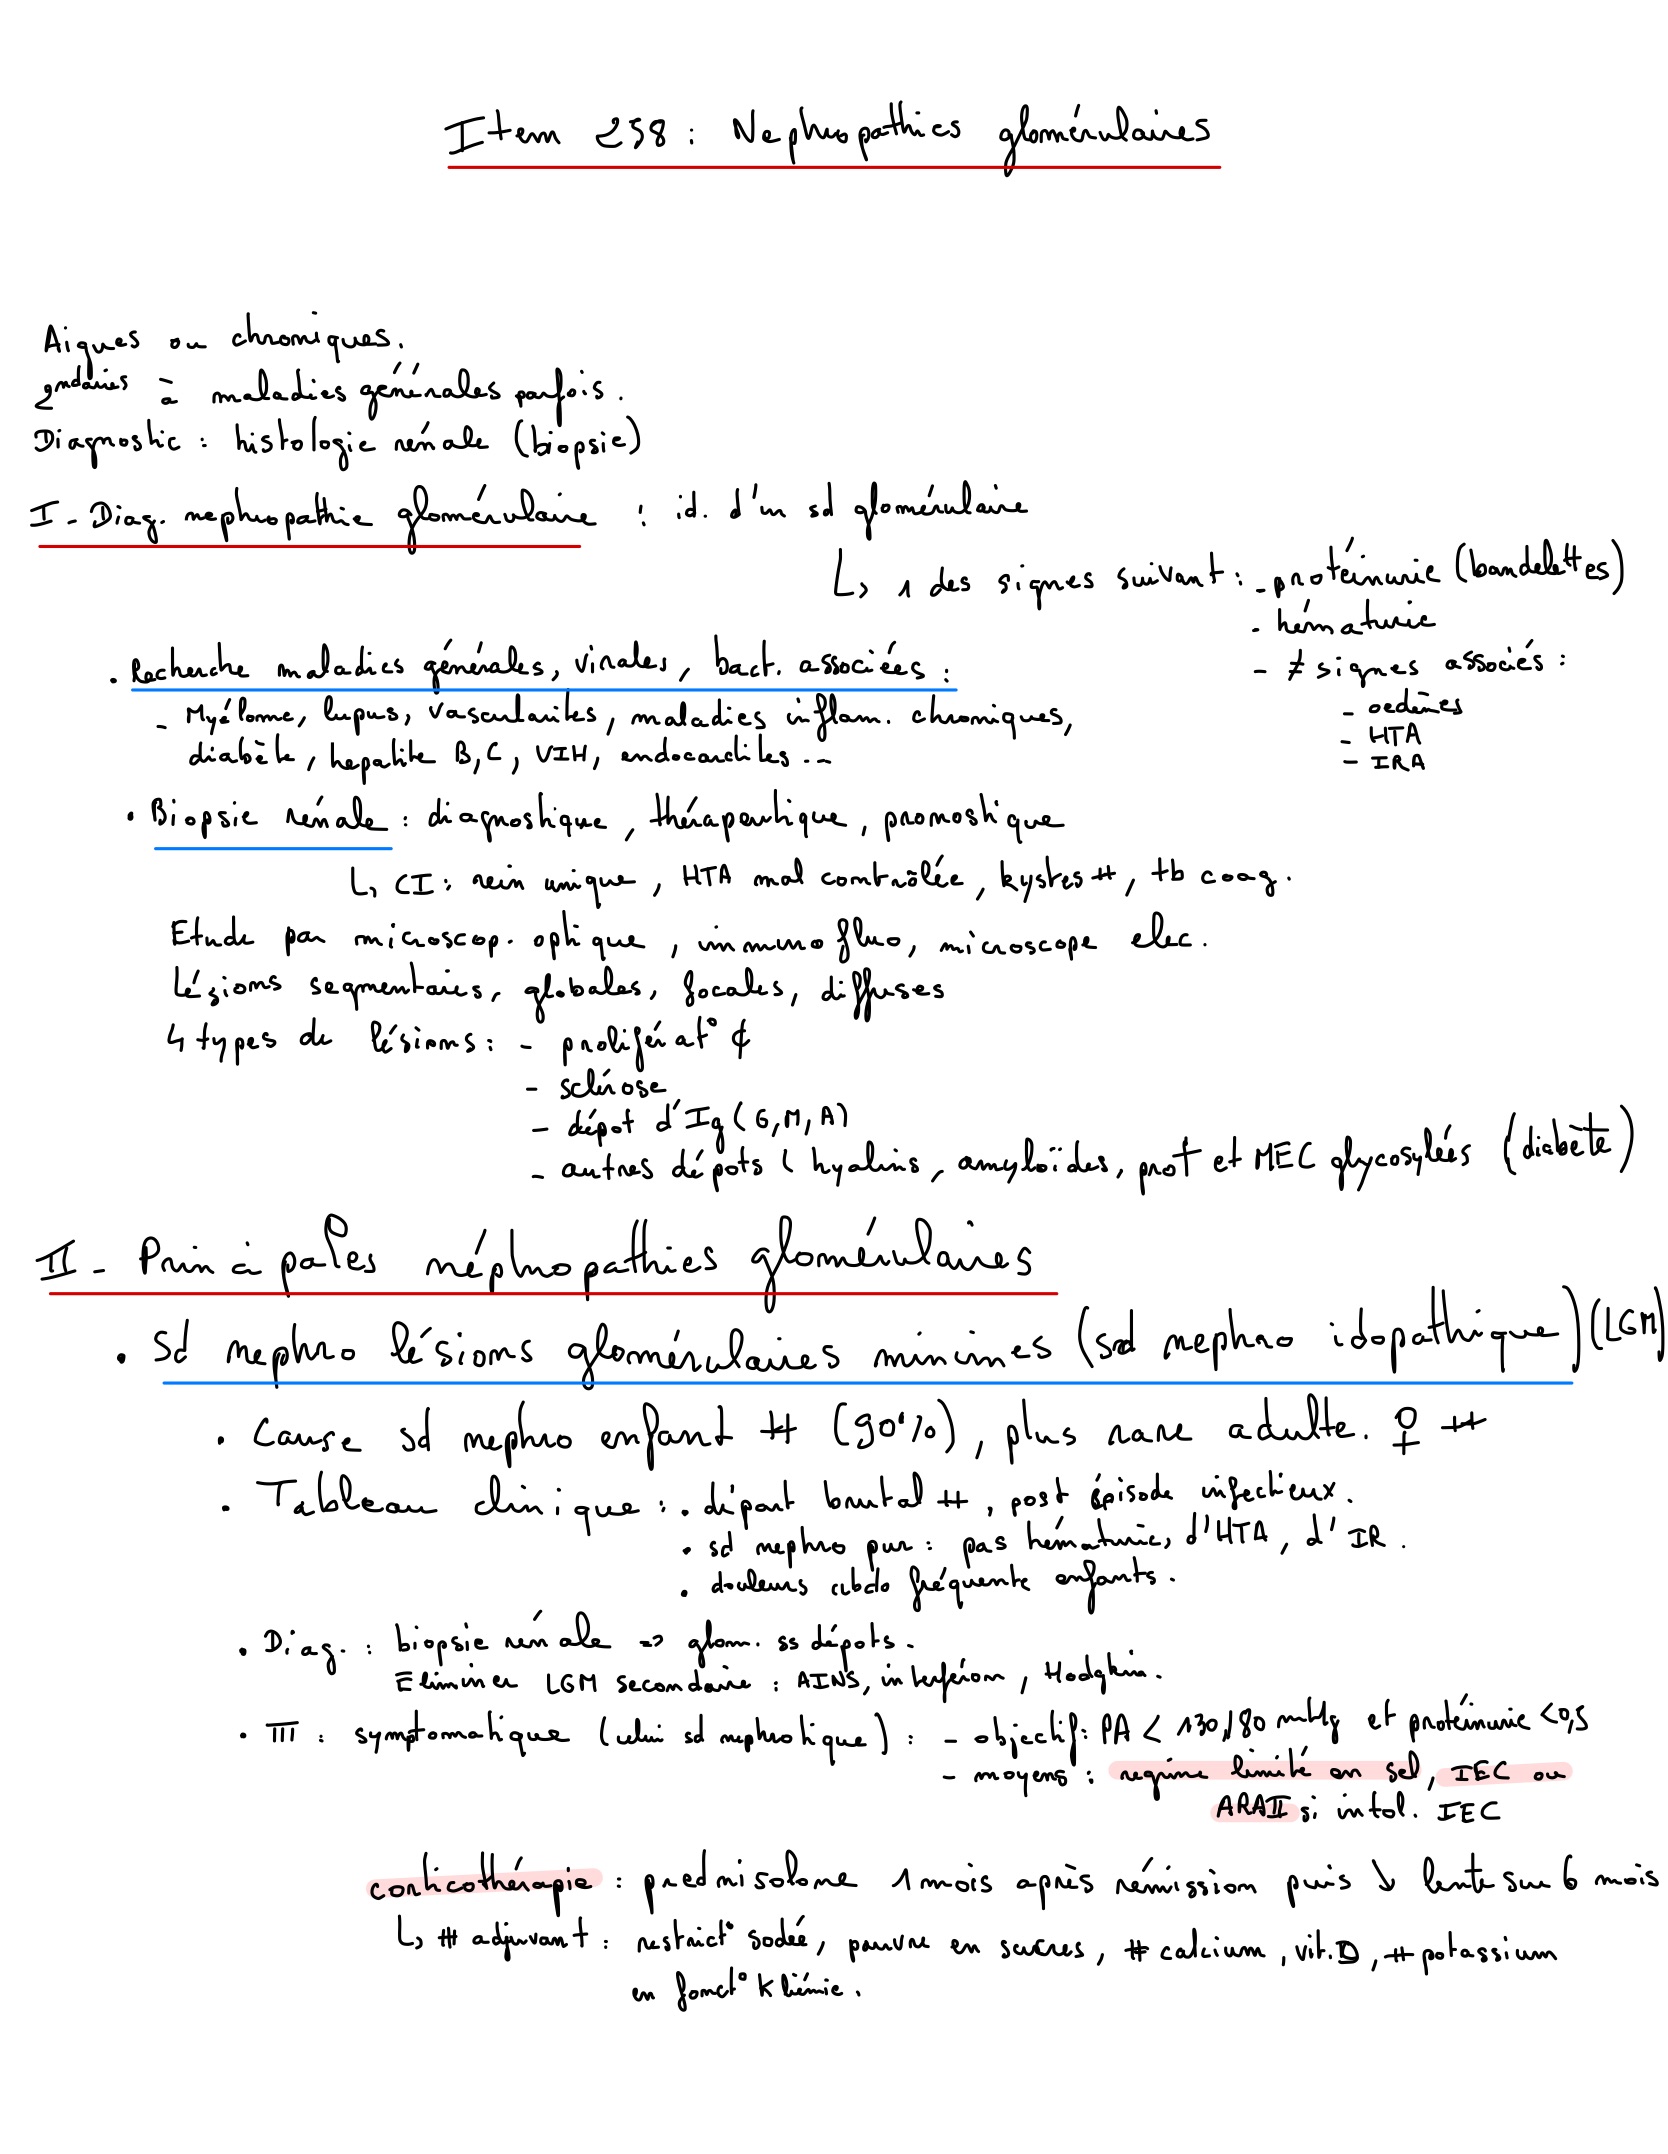 Item 258 : Nephropathies glomérulaires
Aigues ou chroniques.
2ndaires à maladies générales parfois.
Diagnostic : histologie rénale (biopsie)
I - Diag. nephropathie glomérulaire : id. d'un sd glomérulaire
↳ 1 des signes suivant : - protéinurie (bandelettes)
- hématurie
- ≠ signes associés :
- oedèmes
- HTA
- IRA
• Recherche maladies générales, virales, bact. associées :
- Myélome, lupus, vascularites, maladies inflam. chroniques,
diabète, hepatite B, C, VIH, endocardites ...
• Biopsie rénale : diagnostique, thérapeutique, pronostique
↳ CI : rein unique, HTA mal contrôlée, kystes #, tb coag.
Etude par microscop. optique, immunofluo, microscope elec.
Lésions segmentaires, globales, focales, diffuses
4 types de lésions : - proliférat° ¢
- sclérose
- dépot d'Ig (G, M, A)
- autres dépots ( hyalins, amyloïdes, prot et MEC glycosylées (diabète)
II - Principales néphropathies glomérulaires
• Sd nephro lésions glomérulaires minimes (sd nephro idopathique) (LGM)
• Cause sd nephro enfant # (90%), plus rare adulte. ♀ #
• Tableau clinique : • départ brutal #, post épisode infectieux.
• sd nephro pur : pas hématurie, d'HTA, d'IR.
• douleurs abdo fréquente enfants.
• Diag. : biopsie rénale => glom. ss dépots.
Eliminer LGM secondaire : AINS, interféron, Hodgkin.
• TTT : symptomatique (celui sd nephrotique) : - objectif : PA < 130/80 mmHg et protéinurie <0,5
- moyens : regime limité en sel, IEC ou
ARAII si intol. IEC
corticothérapie : prednisolone 1 mois après rémission puis ↘ lente sur 6 mois
↳ ttt adjuvant : restrict° sodée, pauvre en sucres, # calcium, vit. D, # potassium
en fonct° Kliémie.